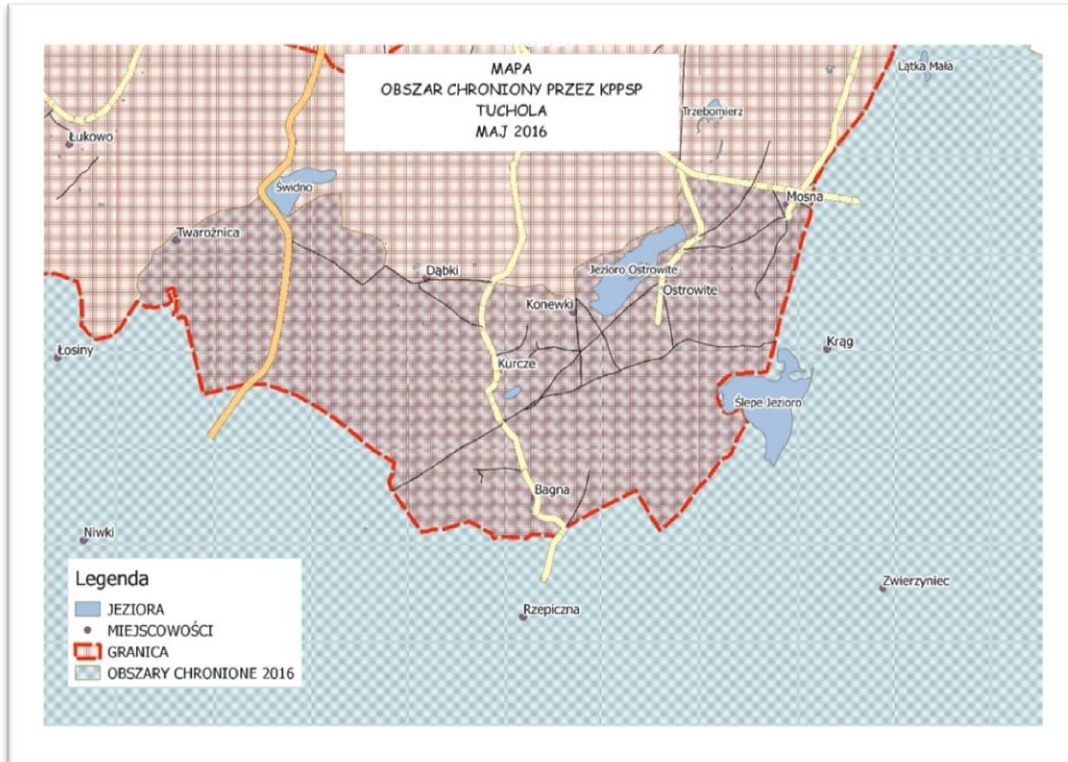 MAPA
OBSZAR CHRONIONY PRZEZ KPPSP
TUCHOLA
MAJ 2016
Łątka Mała
Trzebomierz
Łukowo
Świdno
Mosna
Twarożnica
Dąbki
Jezioro Ostrowite
Ostrowite
Konewki
Krąg
Łosiny
Kurcze
Ślepe Jezioro
Bagna
Niwki
Zwierzyniec
Rzepiczna
Legenda
JEZIORA
MIEJSCOWOŚCI
GRANICA
OBSZARY CHRONIONE 2016